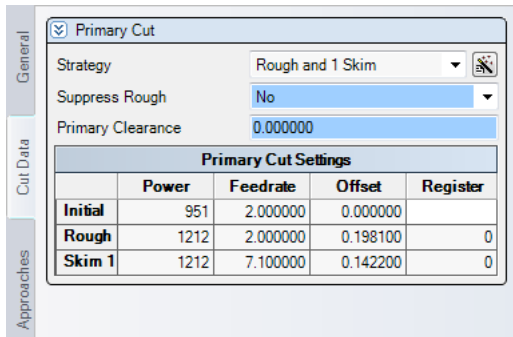 General
Cut Data
Approaches
Primary Cut
Strategy Rough and 1 Skim
Suppress Rough No
Primary Clearance 0.000000
Primary Cut Settings
Power Feedrate Offset Register
Initial 951 2.000000 0.000000
Rough 1212 2.000000 0.198100 0
Skim 1 1212 7.100000 0.142200 0